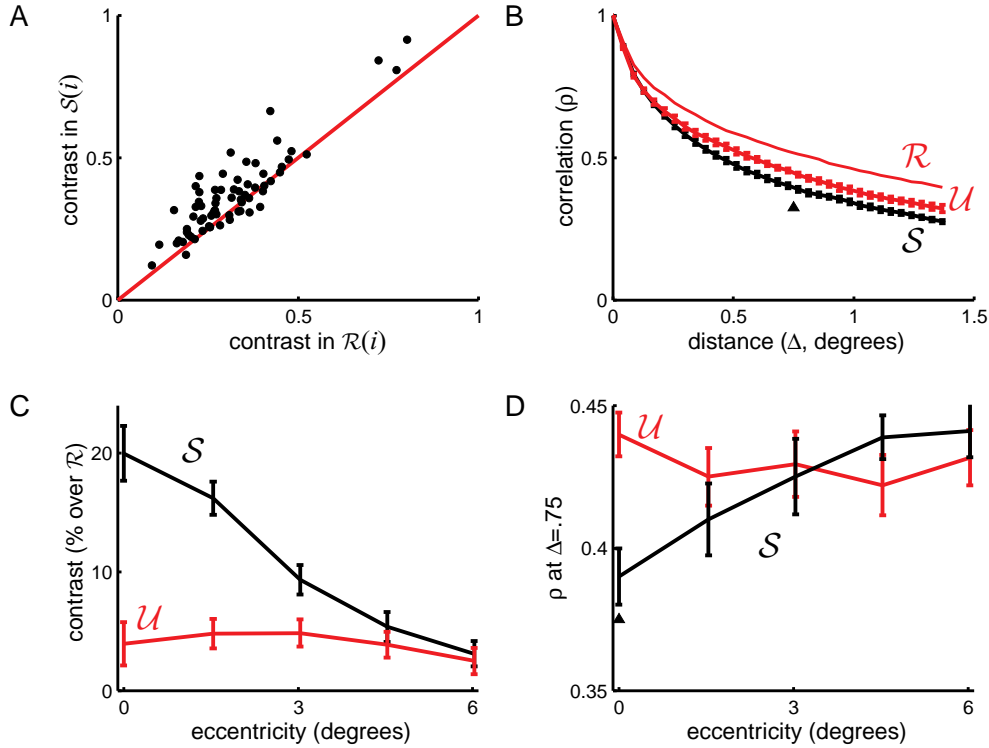 A
contrast in 𝒮(i)
1
0.5
0
0
0.5
1
contrast in ℛ(i)
B
correlation (ρ)
1
0.5
0
0
0.5
1
1.5
distance (Δ, degrees)
ℛ
𝒰
𝒮
C
contrast (% over ℛ)
20
10
0
0
3
6
eccentricity (degrees)
𝒮
𝒰
D
ρ at Δ=.75
0.45
0.4
0.35
0
3
6
eccentricity (degrees)
𝒰
𝒮